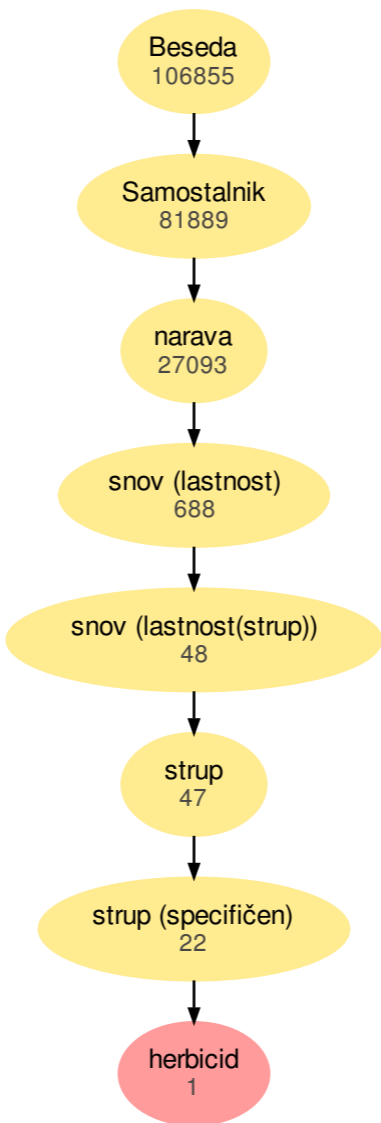 Beseda
106855
Samostalnik
81889
narava
27093
snov (lastnost)
688
snov (lastnost(strup))
48
strup
47
strup (specifičen)
22
herbicid
1